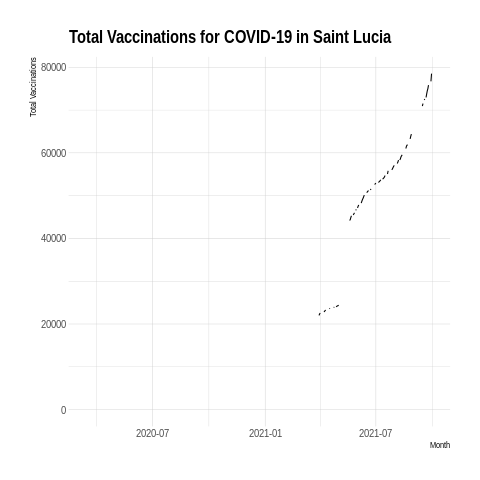 Total Vaccinations for COVID-19 in Saint Lucia
Total Vaccinations
80000
60000
40000
20000
0
2020-07 2021-01 2021-07
Month